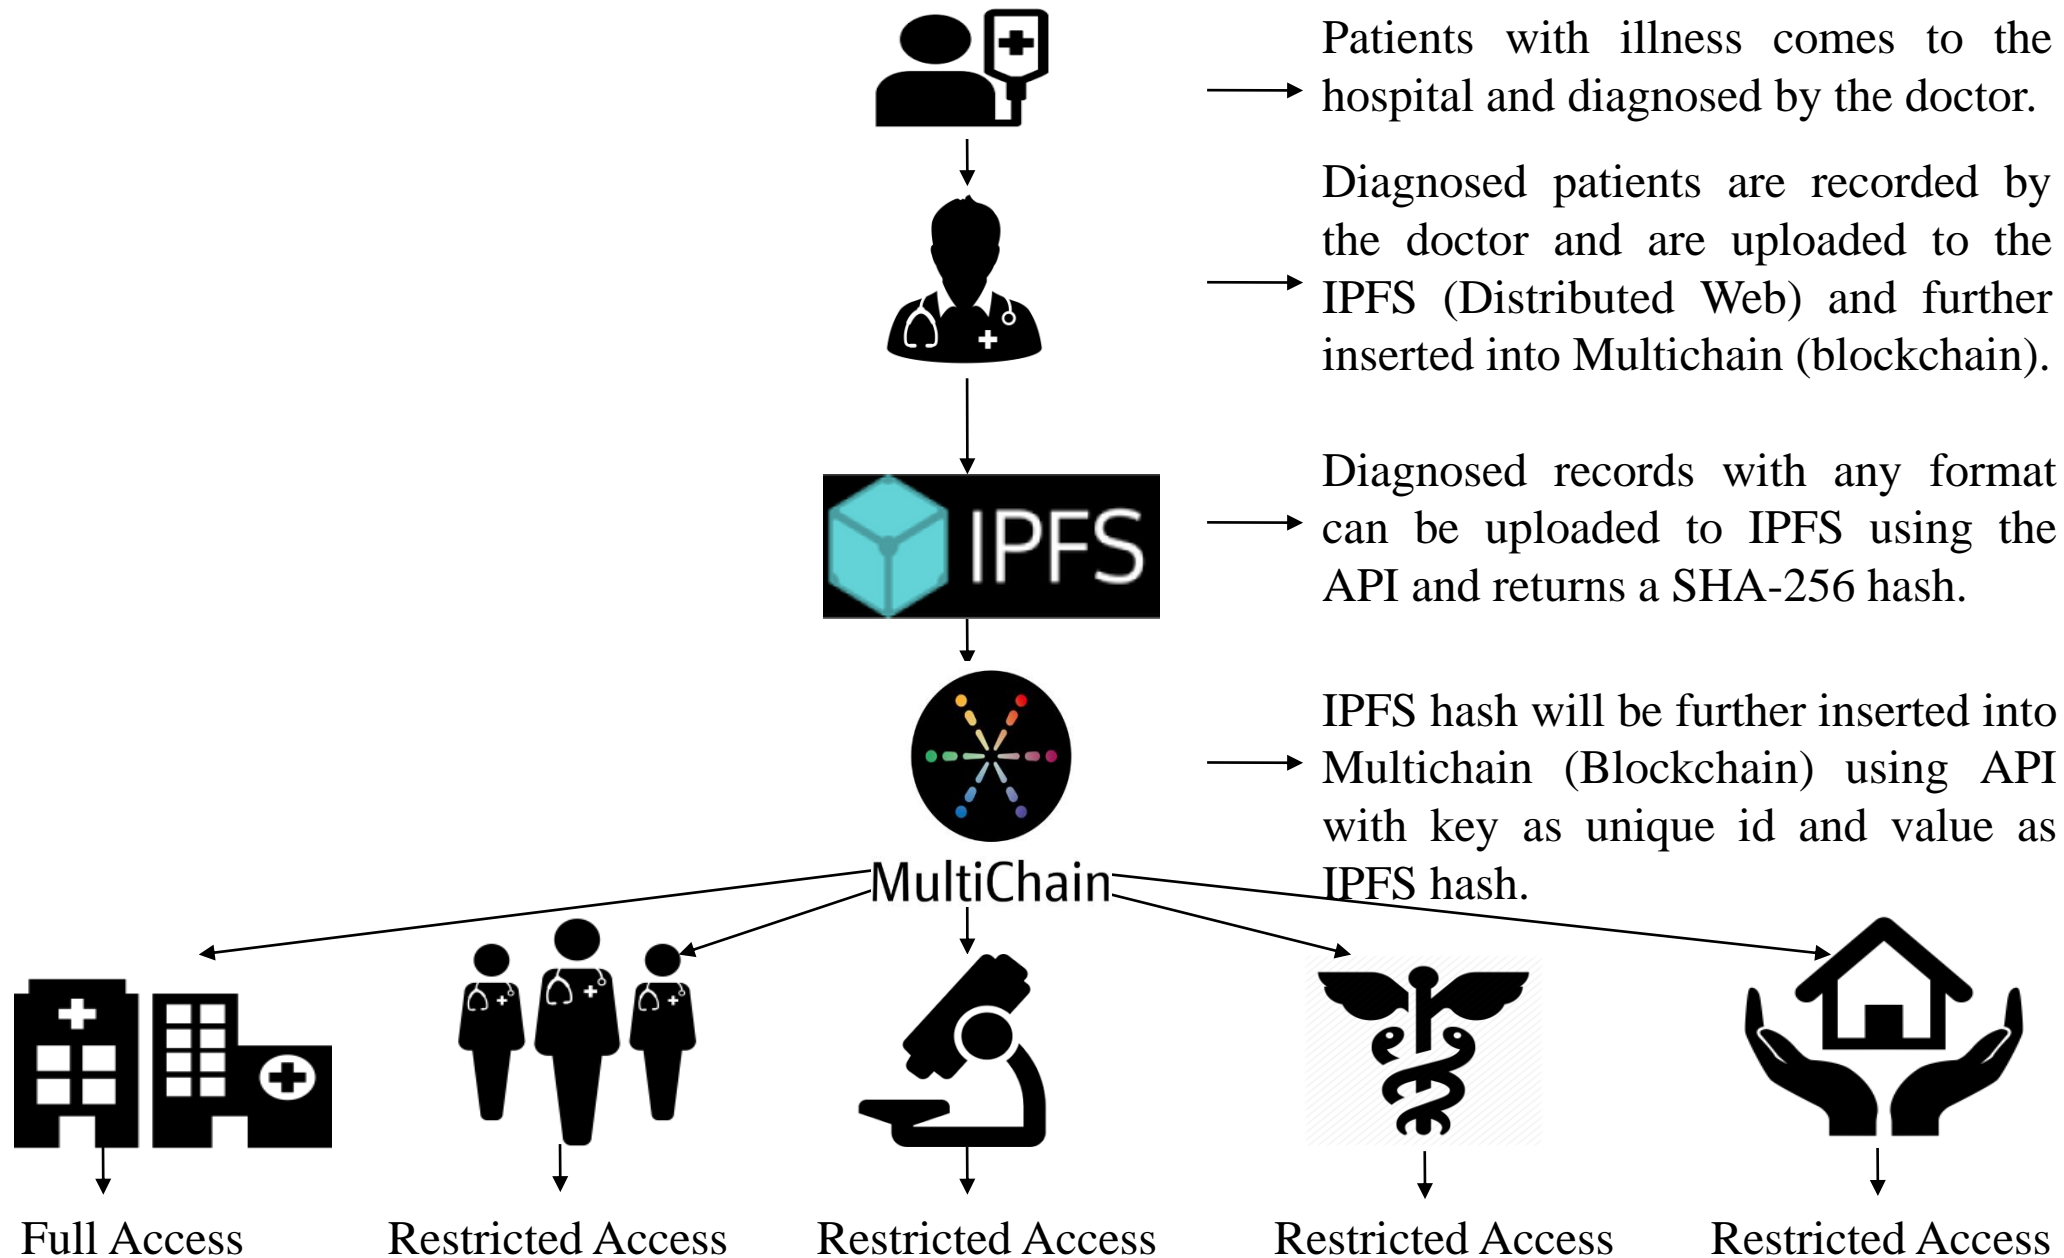 Patients with illness comes to the
hospital and diagnosed by the doctor.
Diagnosed patients are recorded by
the doctor and are uploaded to the
IPFS (Distributed Web) and further
inserted into Multichain (blockchain).
IPFS
Diagnosed records with any format
can be uploaded to IPFS using the
API and returns a SHA-256 hash.
IPFS hash will be further inserted into
Multichain (Blockchain) using API
with key as unique id and value as
IPFS hash.
MultiChain
Full Access
Restricted Access
Restricted Access
Restricted Access
Restricted Access